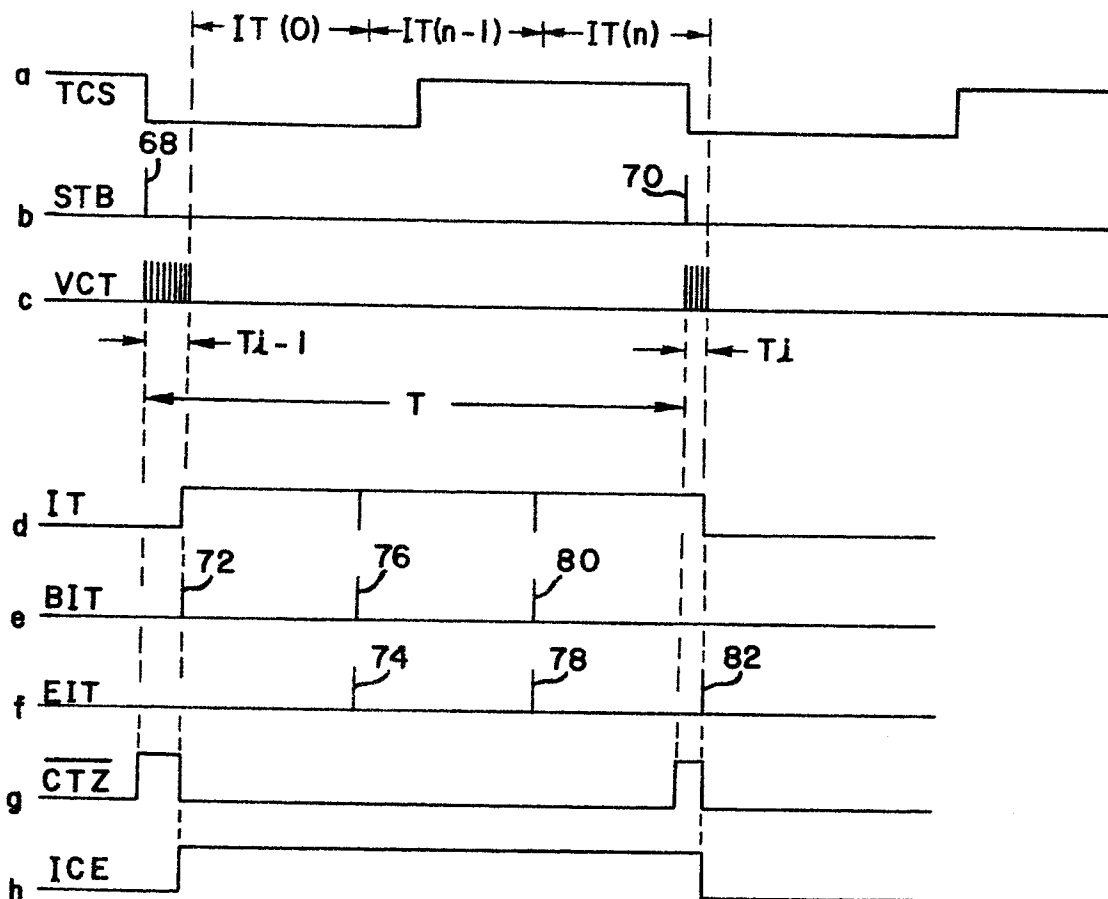 IT (0) IT(n-1) IT(n)
a TCS
68
70
b STB
c VCT
Ti-1 Ti
T
d IT
72 76 80
e BIT
74 78 82
f EIT
g CTZ
h ICE